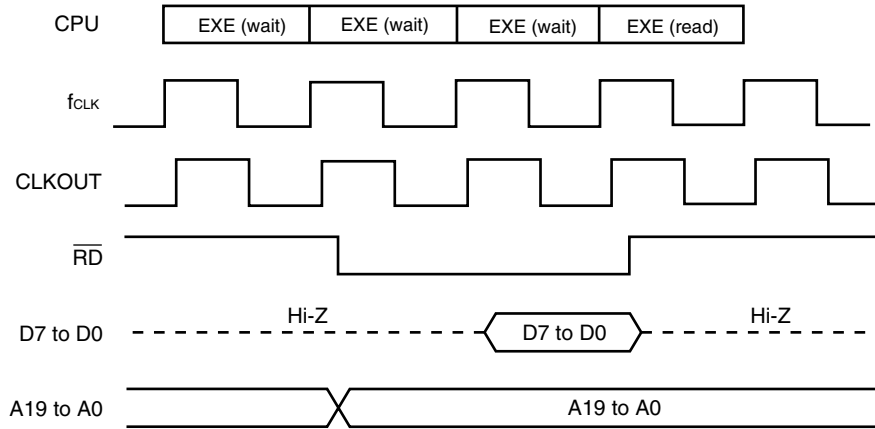 CPU EXE (wait) EXE (wait) EXE (wait) EXE (read)
fCLK
CLKOUT
RD
Hi-Z Hi-Z
D7 to D0 D7 to D0
A19 to A0 A19 to A0